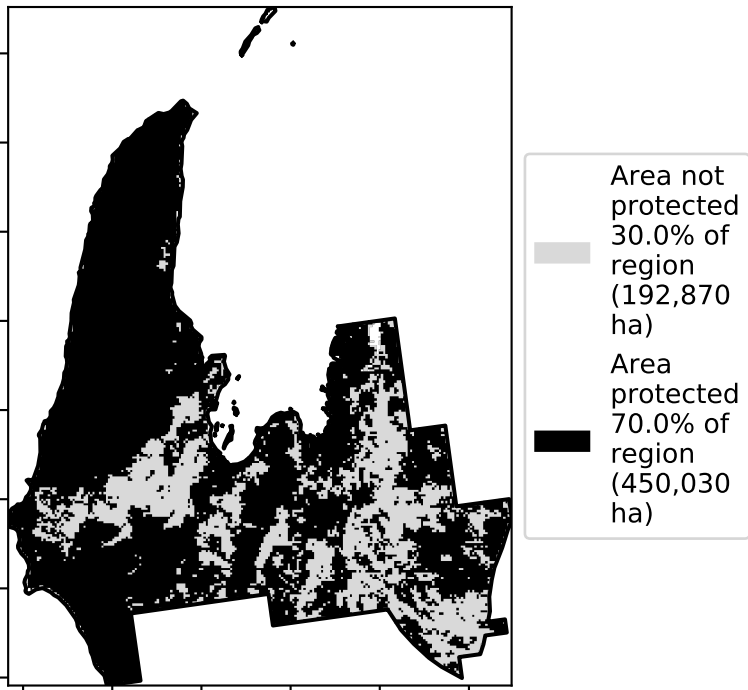 Area not
protected
30.0% of
region
(192,870
ha)
Area
protected
70.0% of
region
(450,030
ha)